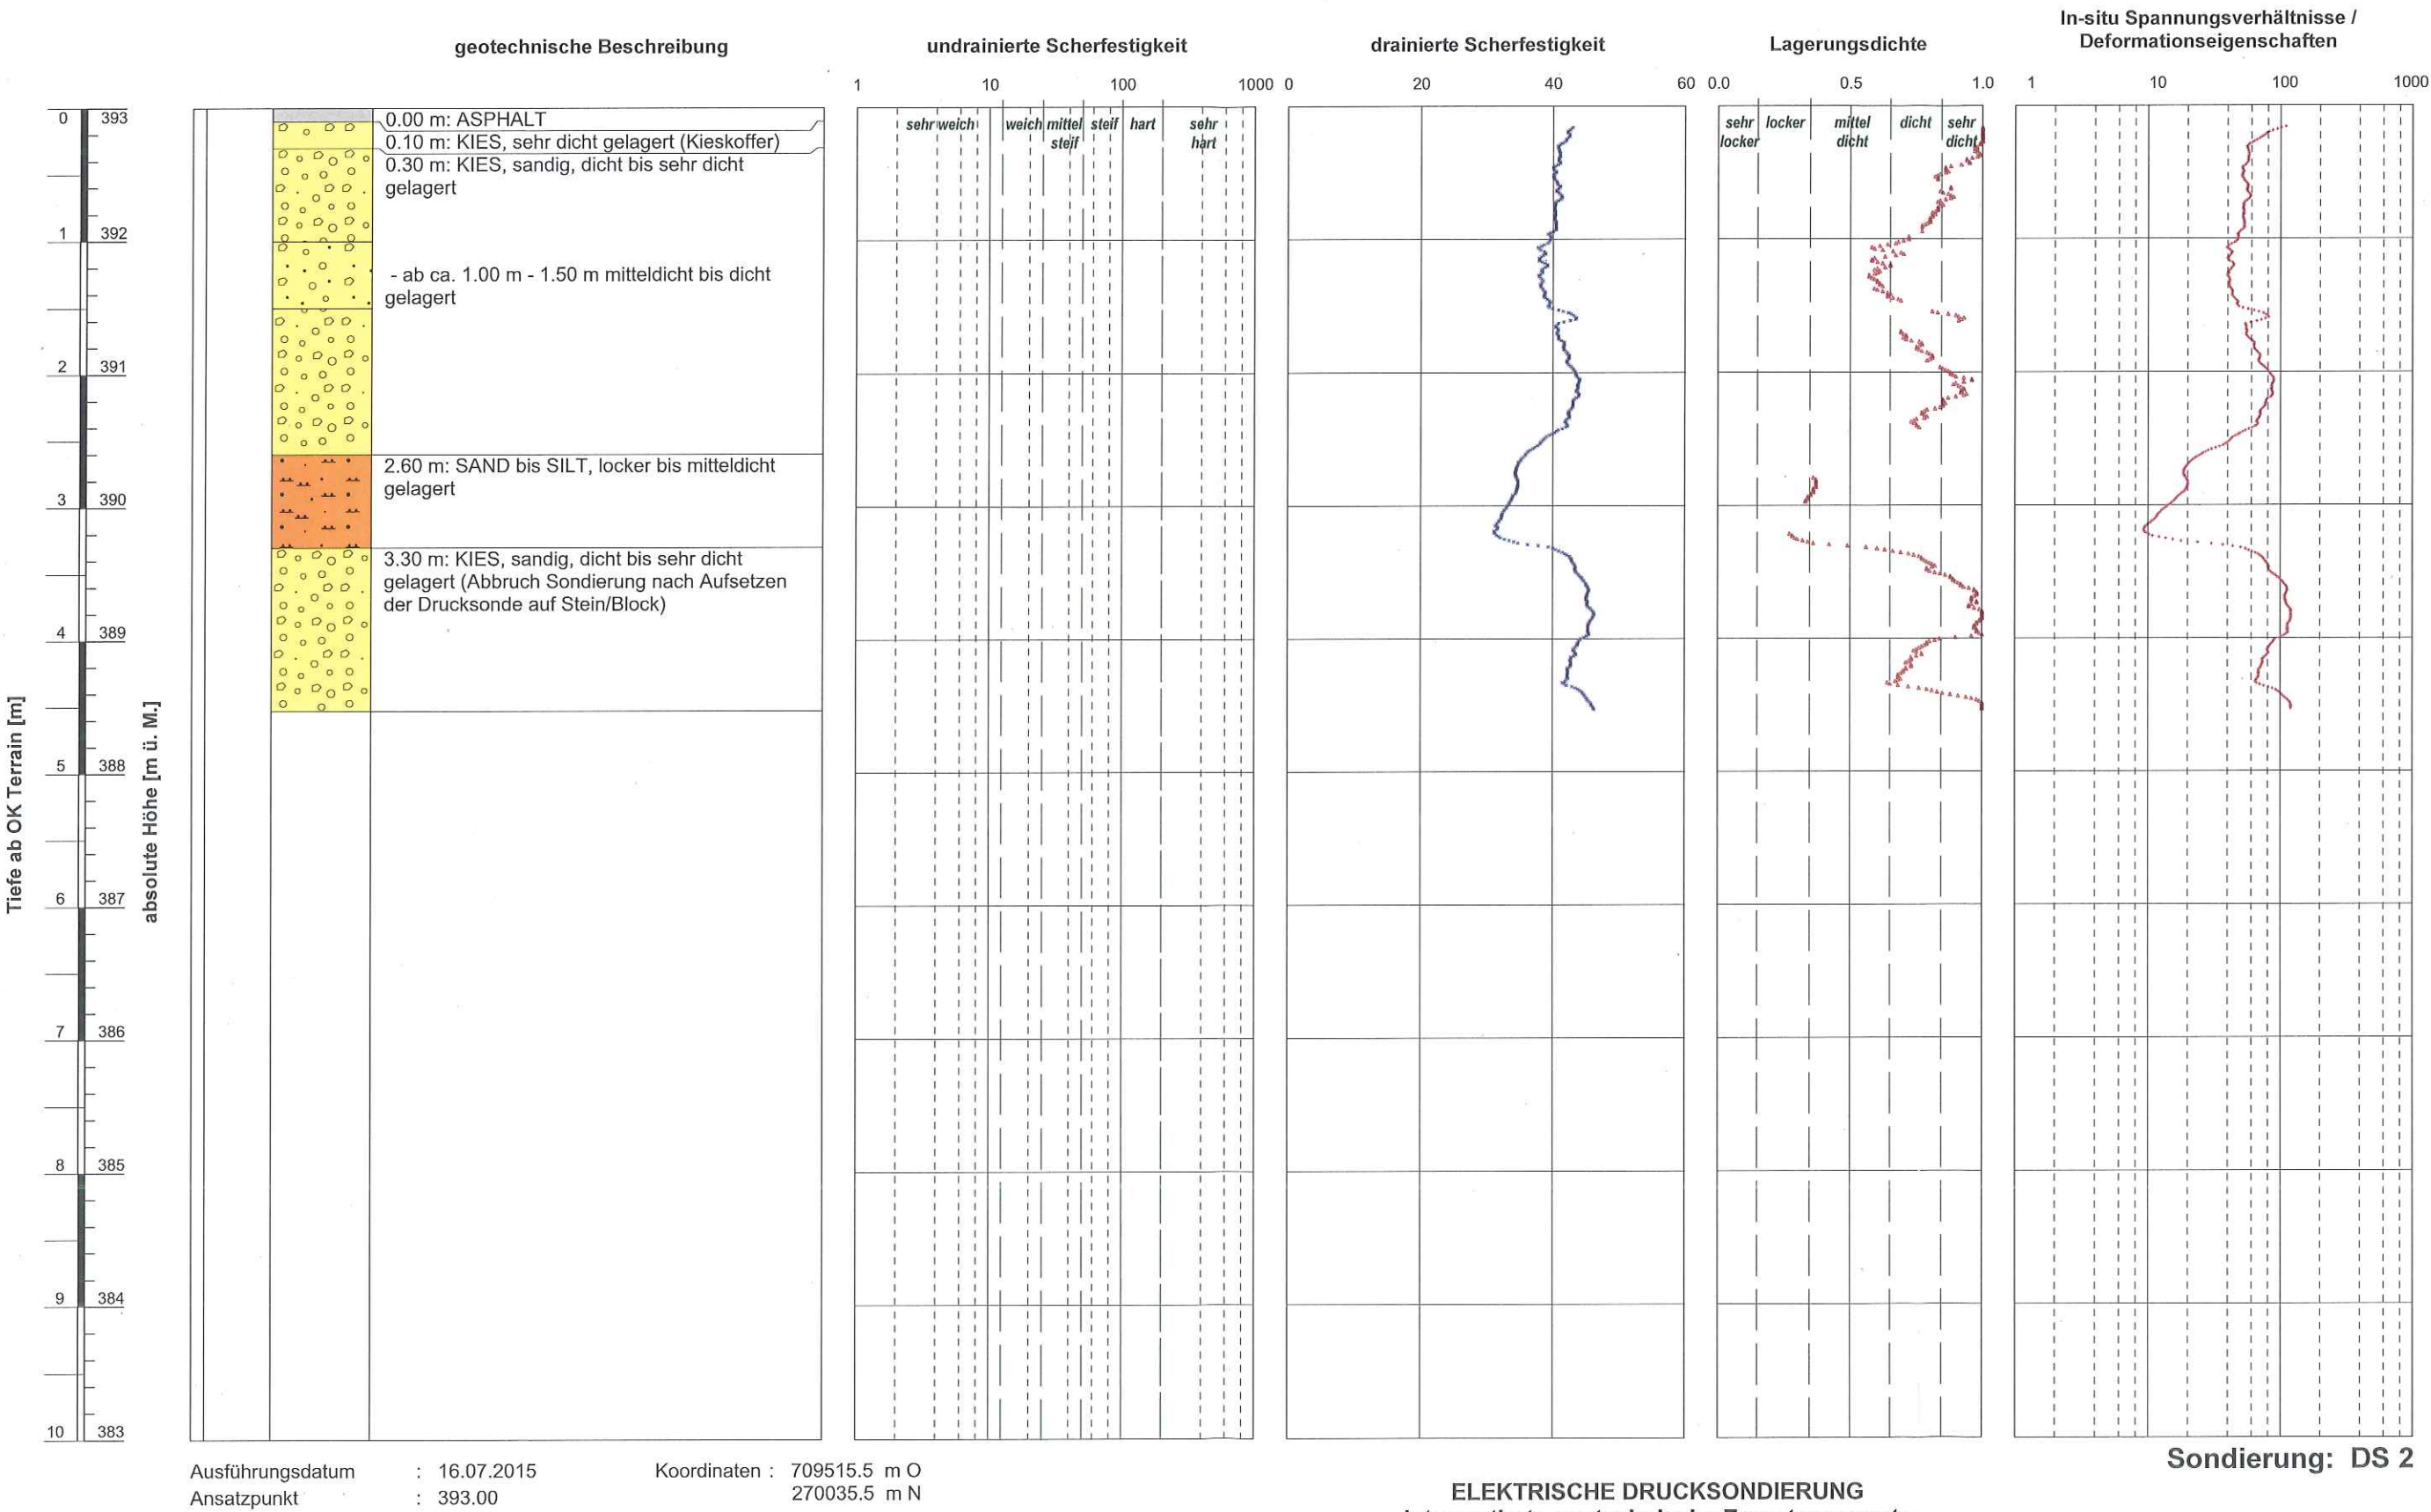 In-situ Spannungsverhältnisse /
Deformationseigenschaften
geotechnische Beschreibung
undrainierte Scherfestigkeit
drainierte Scherfestigkeit
Lagerungsdichte
1 10 100 1000
0 20 40 60
0.0 0.5 1.0
1 10 100 1000
sehr weich weich mittel steif steif hart sehr hart
sehr locker locker mittel dicht dicht sehr dicht
0.00 m: ASPHALT
0.10 m: KIES, sehr dicht gelagert (Kieskoffer)
0.30 m: KIES, sandig, dicht bis sehr dicht
gelagert
- ab ca. 1.00 m - 1.50 m mitteldicht bis dicht
gelagert
2.60 m: SAND bis SILT, locker bis mitteldicht
gelagert
3.30 m: KIES, sandig, dicht bis sehr dicht
gelagert (Abbruch Sondierung nach Aufsetzen
der Drucksonde auf Stein/Block)
Tiefe ab OK Terrain [m]
absolute Höhe [m ü. M.]
0 393
1 392
2 391
3 390
4 389
5 388
6 387
7 386
8 385
9 384
10 383
Ausführungsdatum : 16.07.2015
Ansatzpunkt : 393.00
Koordinaten : 709515.5 m O
270035.5 m N
Sondierung: DS 2
ELEKTRISCHE DRUCKSONDIERUNG